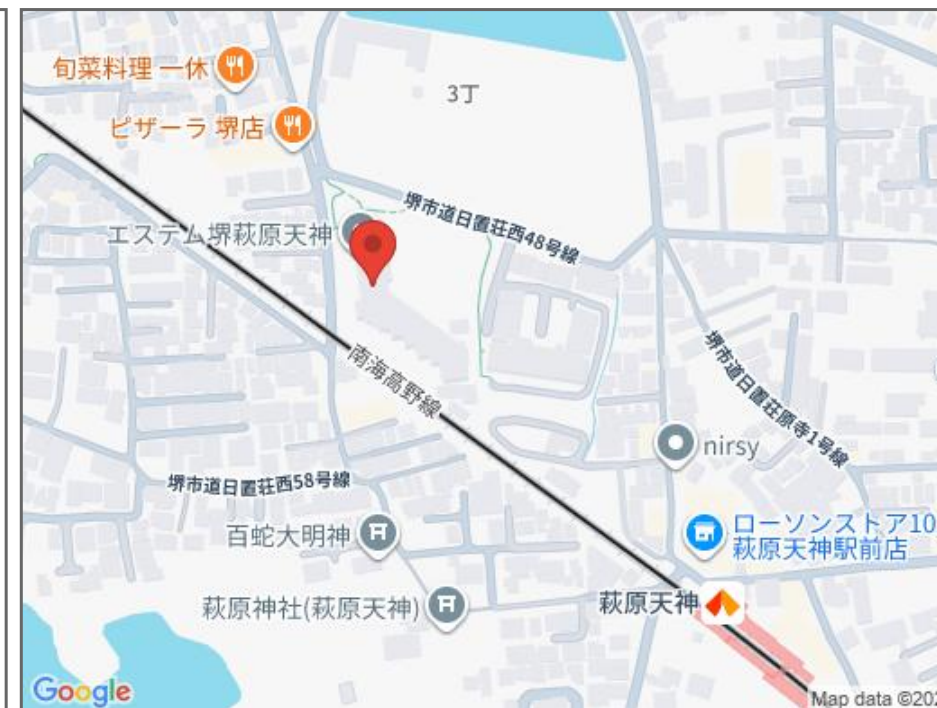 旬菜料理 一休
ピザーラ 堺店
3丁
堺市道日置荘西48号線
エステム堺萩原天神
南海高野線
堺市道日置荘原寺1号線
nirsy
堺市道日置荘西58号線
百蛇大明神
ローソンストア10
萩原天神駅前店
萩原神社(萩原天神)
萩原天神
Google
Map data ©202